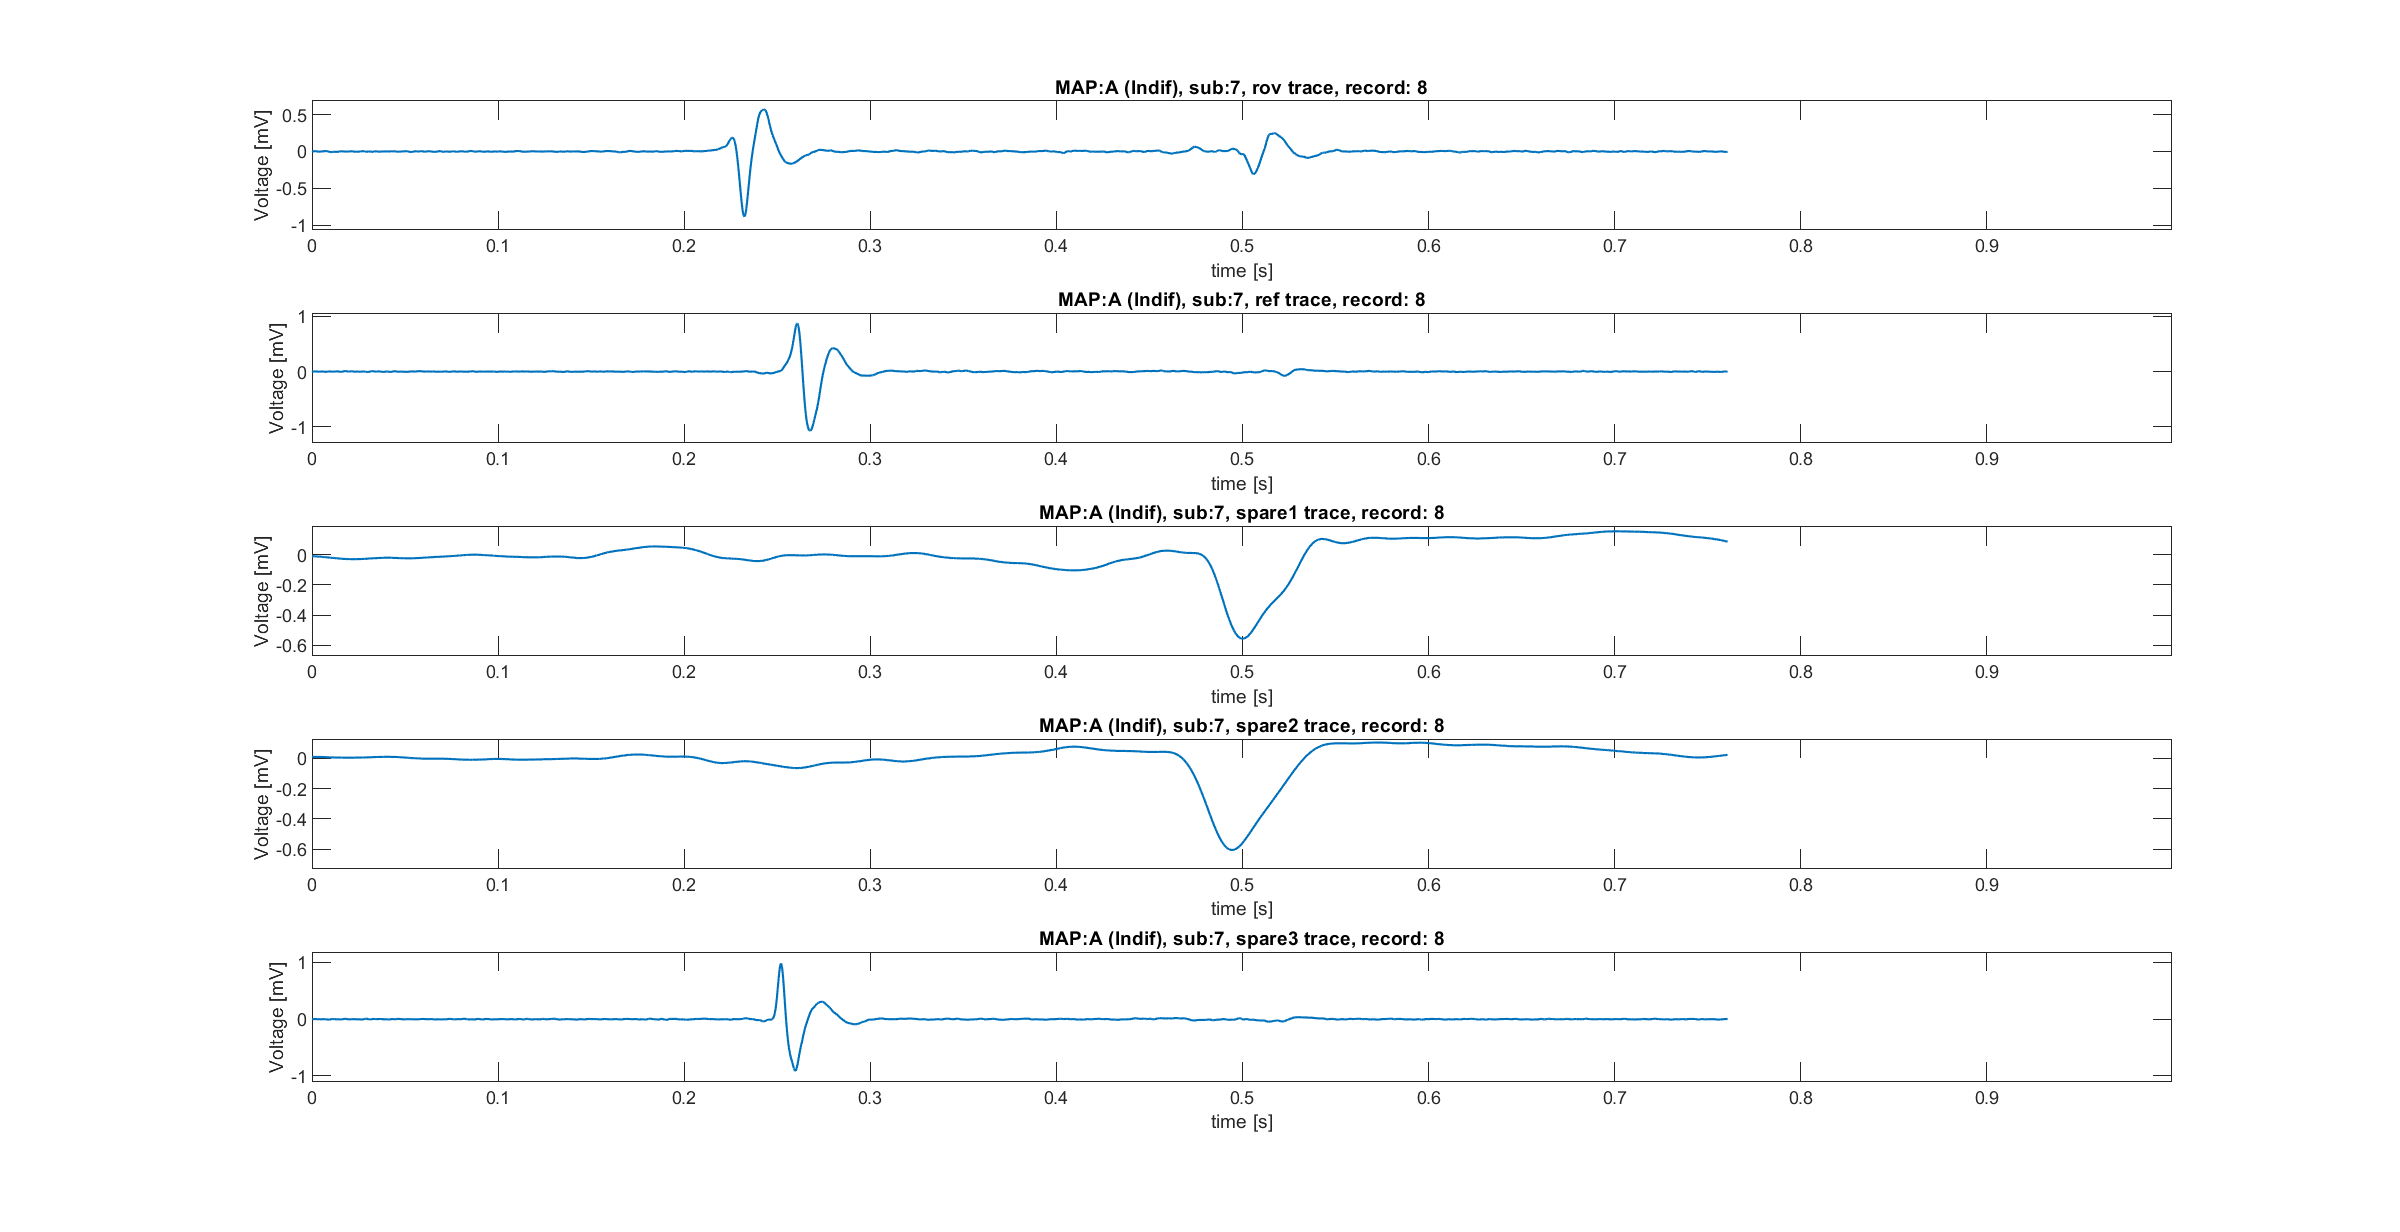 MAP:A (Indif), sub:7, rov trace, record: 8
Voltage [mV]
0.5
0
-0.5
-1
0 0.1 0.2 0.3 0.4 0.5 0.6 0.7 0.8 0.9
time [s]
MAP:A (Indif), sub:7, ref trace, record: 8
Voltage [mV]
1
0
-1
0 0.1 0.2 0.3 0.4 0.5 0.6 0.7 0.8 0.9
time [s]
MAP:A (Indif), sub:7, spare1 trace, record: 8
Voltage [mV]
0
-0.2
-0.4
-0.6
0 0.1 0.2 0.3 0.4 0.5 0.6 0.7 0.8 0.9
time [s]
MAP:A (Indif), sub:7, spare2 trace, record: 8
Voltage [mV]
0
-0.2
-0.4
-0.6
0 0.1 0.2 0.3 0.4 0.5 0.6 0.7 0.8 0.9
time [s]
MAP:A (Indif), sub:7, spare3 trace, record: 8
Voltage [mV]
1
0
-1
0 0.1 0.2 0.3 0.4 0.5 0.6 0.7 0.8 0.9
time [s]